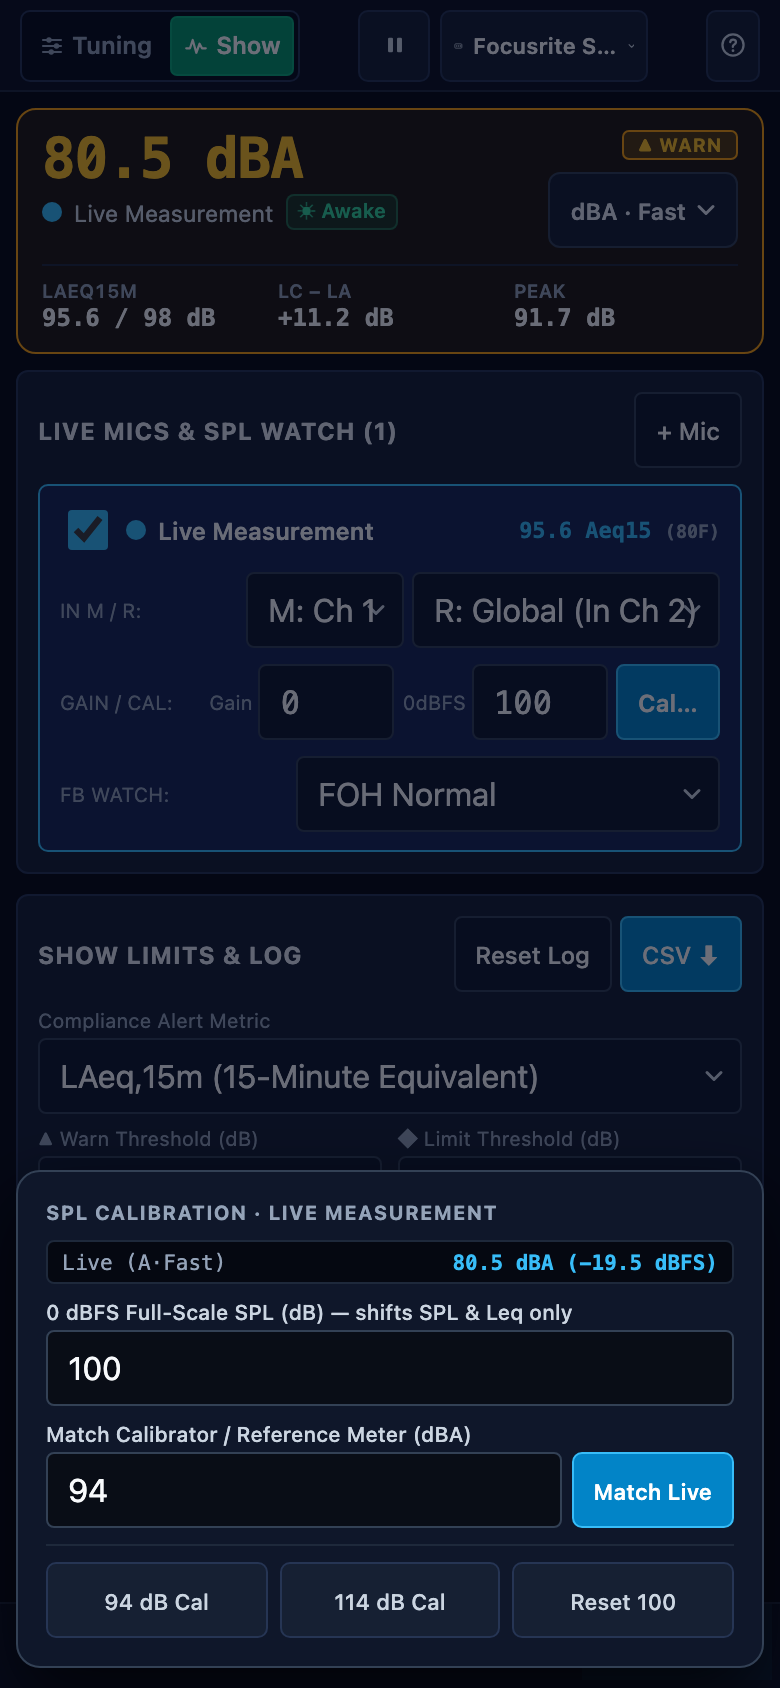 Tuning Show Focusrite S...
80.5 dBA
WARN
Live Measurement Awake
dBA · Fast
LAEQ15M LC – LA PEAK
95.6 / 98 dB +11.2 dB 91.7 dB
LIVE MICS & SPL WATCH (1) + Mic
Live Measurement 95.6 Aeq15 (80F)
IN M / R: M: Ch 1 R: Global (In Ch 2)
GAIN / CAL: Gain 0 0dBFS 100 Cal...
FB WATCH: FOH Normal
SHOW LIMITS & LOG Reset Log CSV
Compliance Alert Metric
LAeq,15m (15-Minute Equivalent)
Warn Threshold (dB) Limit Threshold (dB)
SPL CALIBRATION · LIVE MEASUREMENT
Live (A·Fast) 80.5 dBA (−19.5 dBFS)
0 dBFS Full-Scale SPL (dB) — shifts SPL & Leq only
100
Match Calibrator / Reference Meter (dBA)
94 Match Live
94 dB Cal 114 dB Cal Reset 100